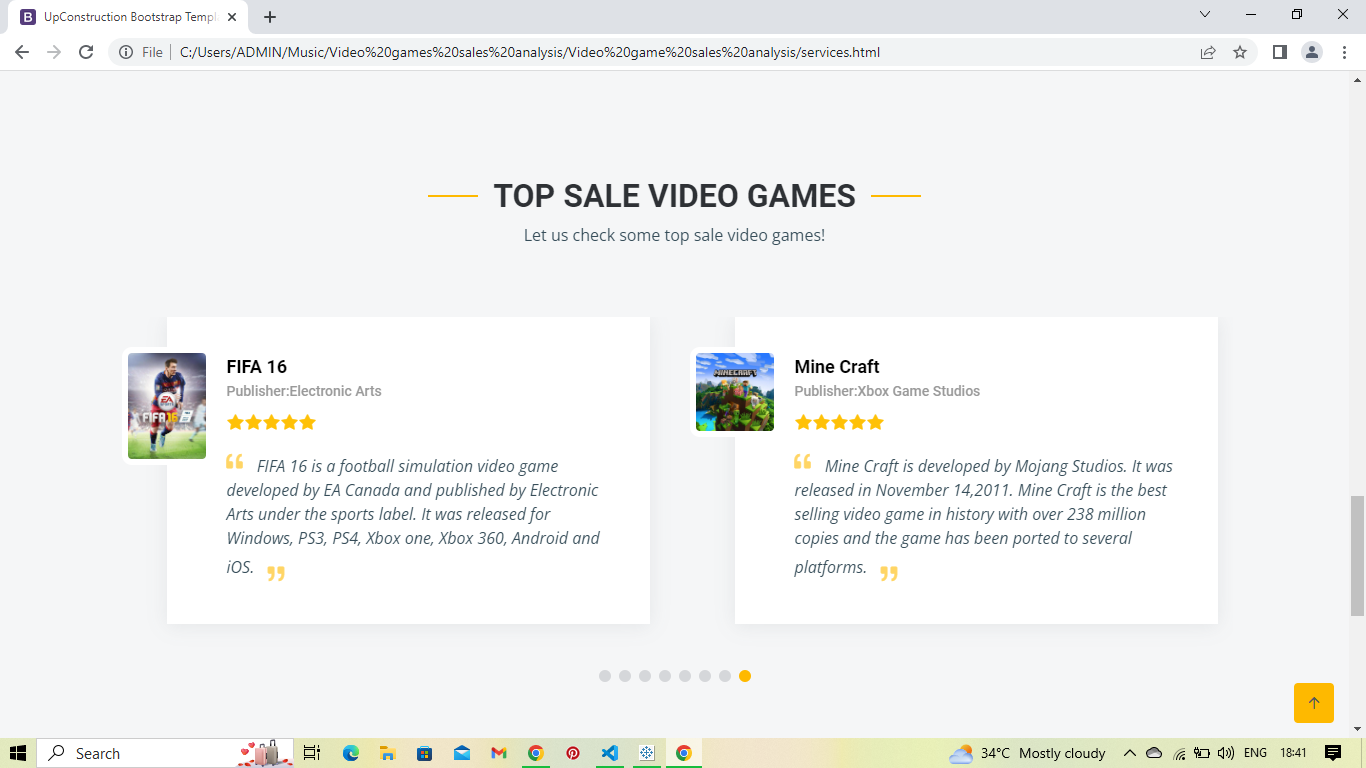 UpConstruction Bootstrap Templ
File
C:/Users/ADMIN/Music/Video%20games%20sales%20analysis/Video%20game%20sales%20analysis/services.html
TOP SALE VIDEO GAMES
Let us check some top sale video games!
FIFA 16
Publisher:Electronic Arts
FIFA 16 is a football simulation video game
developed by EA Canada and published by Electronic
Arts under the sports label. It was released for
Windows, PS3, PS4, Xbox one, Xbox 360, Android and
iOS.
EA
FIFA 16
Mine Craft
Publisher:Xbox Game Studios
Mine Craft is developed by Mojang Studios. It was
released in November 14,2011. Mine Craft is the best
selling video game in history with over 238 million
copies and the game has been ported to several
platforms.
MINECRAFT
Search
34°C Mostly cloudy
ENG
18:41